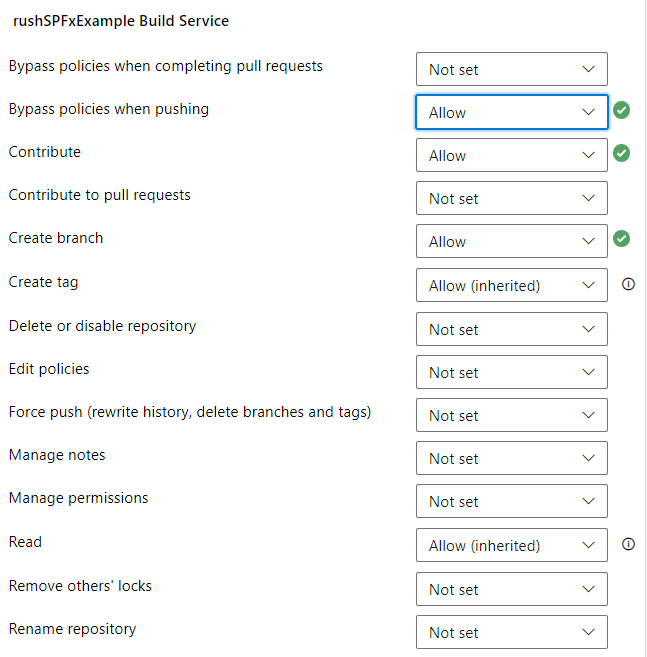 rushSPFxExample Build Service
Bypass policies when completing pull requests Not set
Bypass policies when pushing Allow
Contribute Allow
Contribute to pull requests Not set
Create branch Allow
Create tag Allow (inherited)
Delete or disable repository Not set
Edit policies Not set
Force push (rewrite history, delete branches and tags) Not set
Manage notes Not set
Manage permissions Not set
Read Allow (inherited)
Remove others' locks Not set
Rename repository Not set